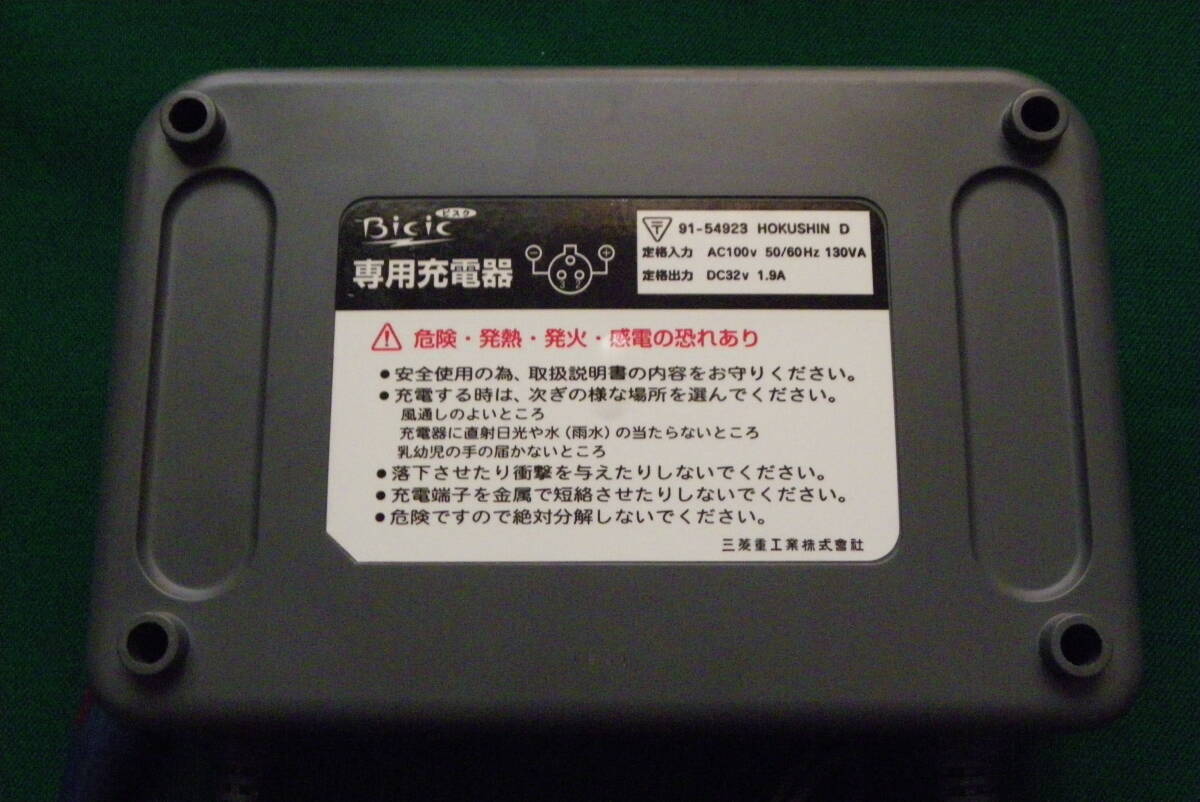 Bicic
ビスク
専用充電器
〒 91-54923 HOKUSHIN D
定格入力 AC100v 50/60Hz 130VA
定格出力 DC32v 1.9A
危険・発熱・発火・感電の恐れあり
●安全使用の為、取扱説明書の内容をお守りください。
●充電する時は、次ぎの様な場所を選んでください。
風通しのよいところ
充電器に直射日光や水（雨水）の当たらないところ
乳幼児の手の届かないところ
●落下させたり衝撃を与えたりしないでください。
●充電端子を金属で短絡させたりしないでください。
●危険ですので絶対分解しないでください。
三菱重工業株式會社